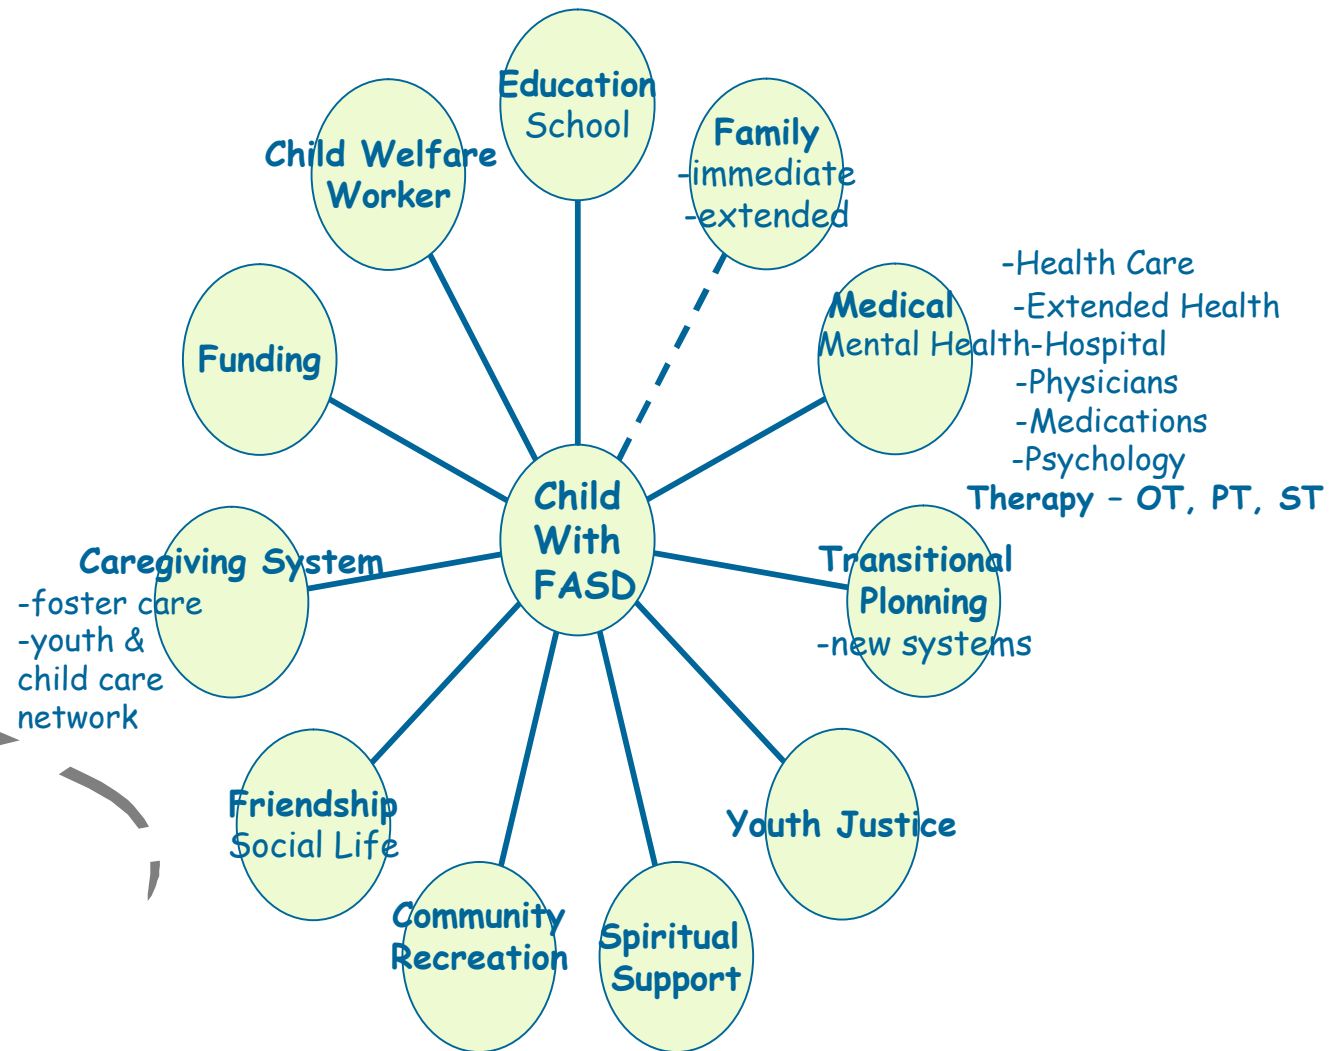 Education
School
Family
-immediate
-extended
Child Welfare
Worker
-Health Care
Medical -Extended Health
Mental Health-Hospital
-Physicians
-Medications
-Psychology
Therapy – OT, PT, ST
Funding
Child
With
FASD
Transitional
Plonning
-new systems
Caregiving System
-foster care
-youth &
child care
network
Friendship
Social Life
Youth Justice
Community
Recreation
Spiritual
Support